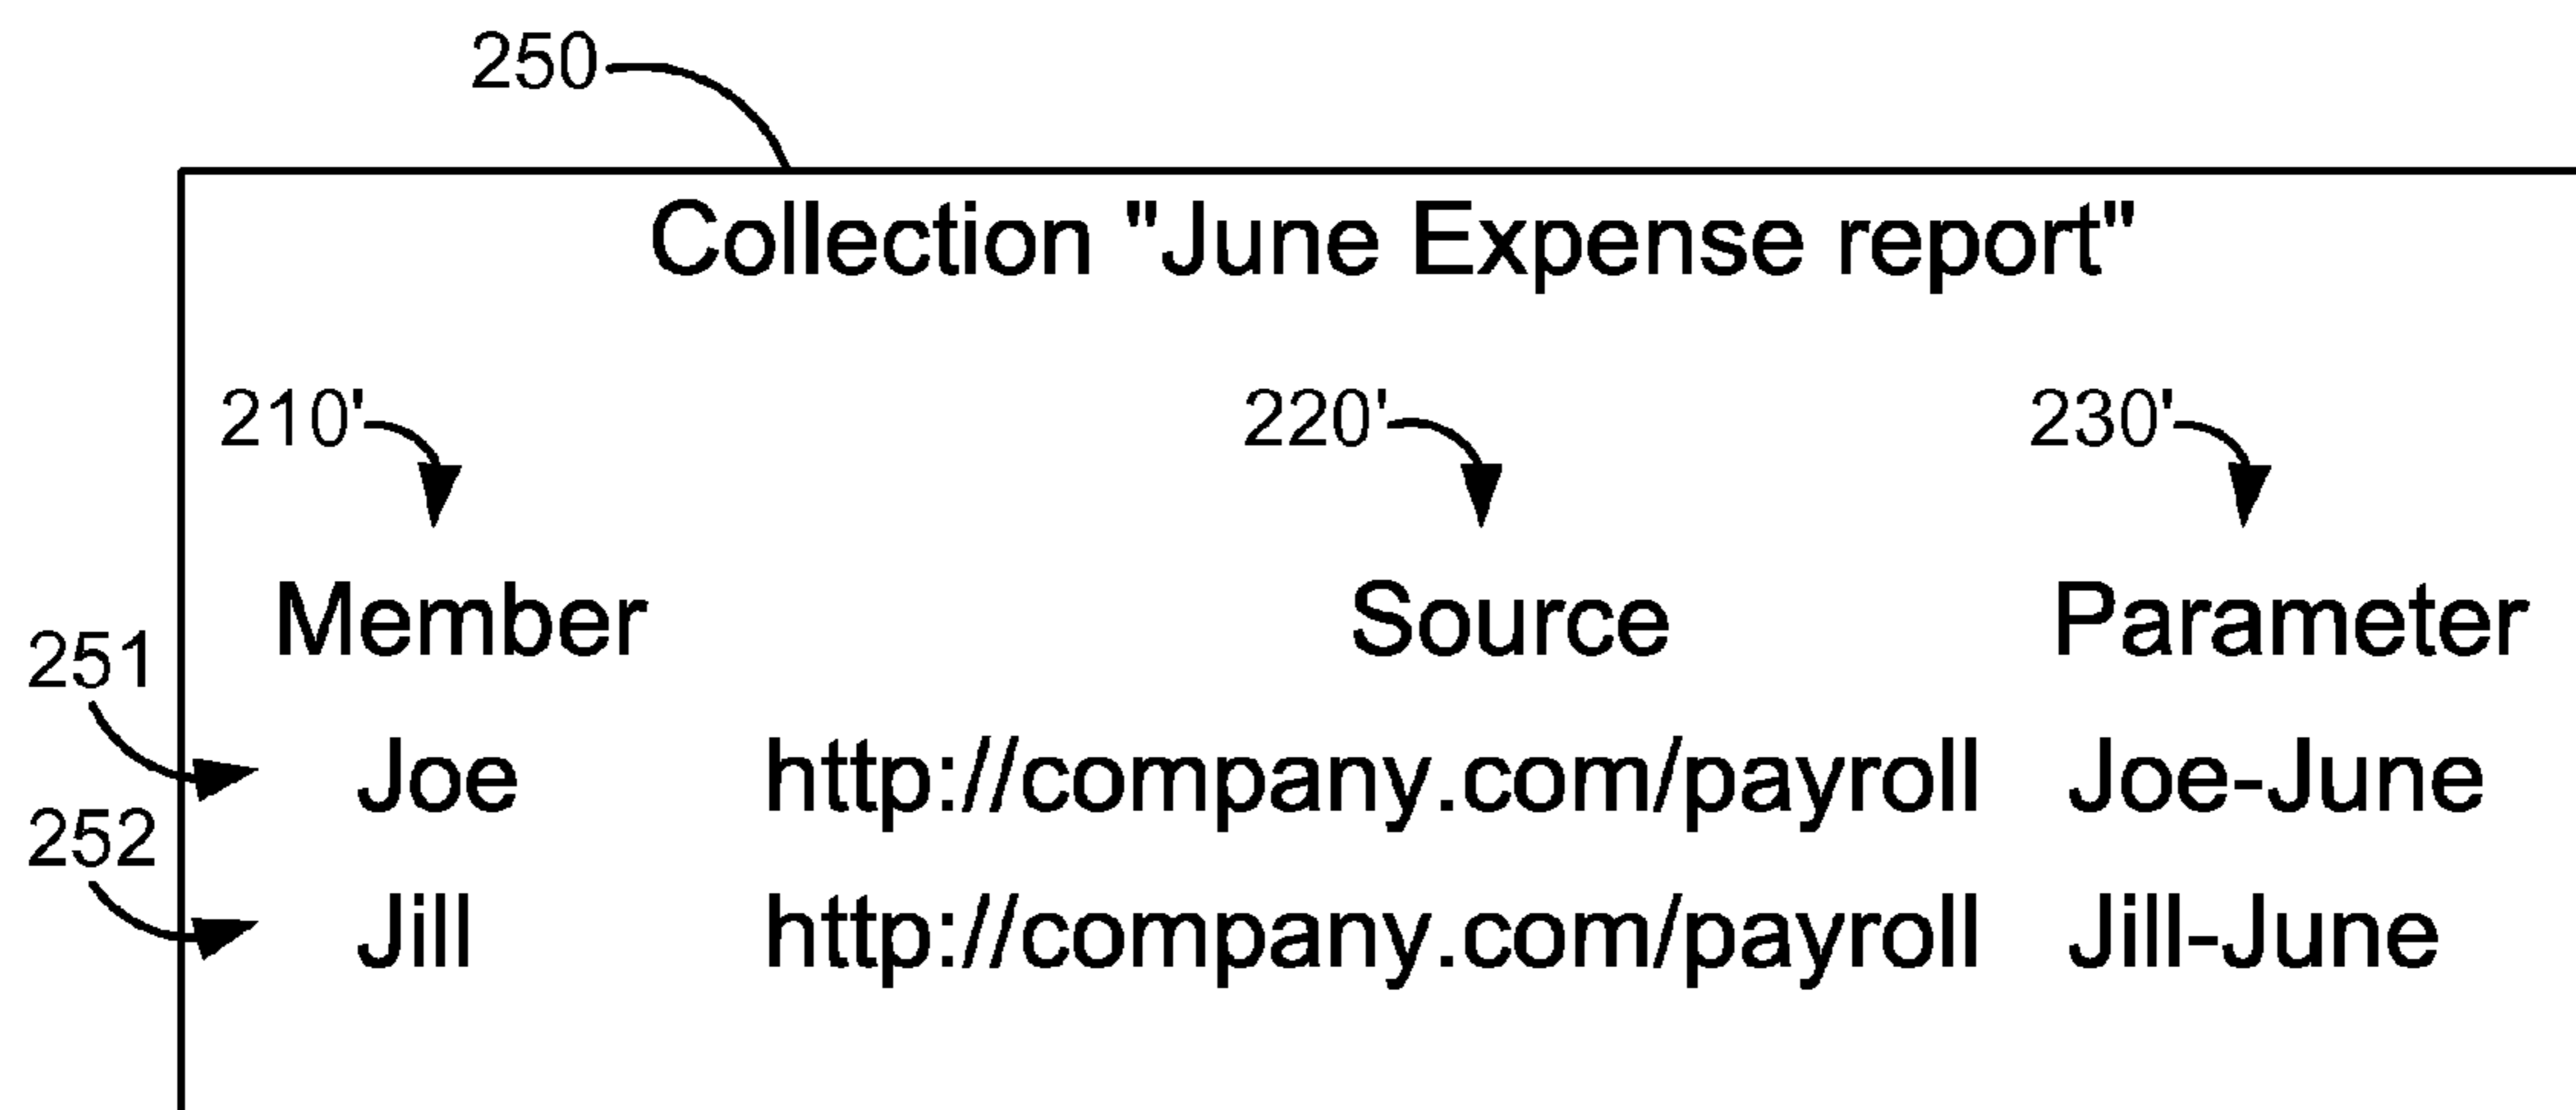 250
Collection "June Expense report"
210' 220' 230'
Member Source Parameter
251
Joe http://company.com/payroll Joe-June
252
Jill http://company.com/payroll Jill-June